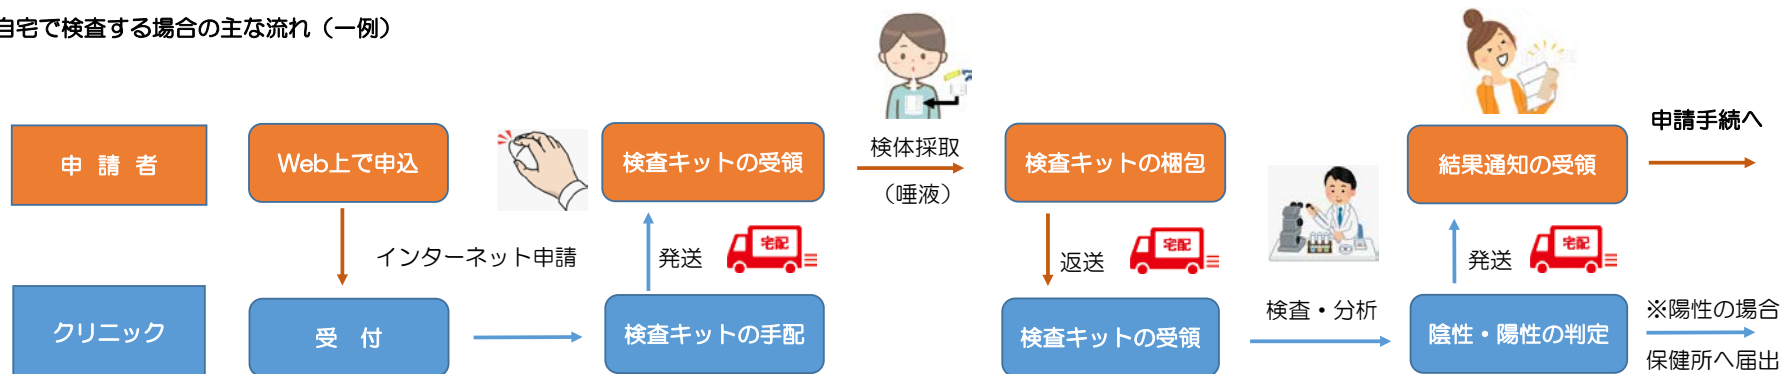 自宅で検査する場合の主な流れ（一例）
申 請 者
Web上で申込
検査キットの受領
検体採取
（唾液）
検査キットの梱包
結果通知の受領
申請手続へ
インターネット申請
発送
宅配
返送
宅配
発送
宅配
クリニック
受 付
検査キットの手配
検査キットの受領
検査・分析
陰性・陽性の判定
※陽性の場合
保健所へ届出